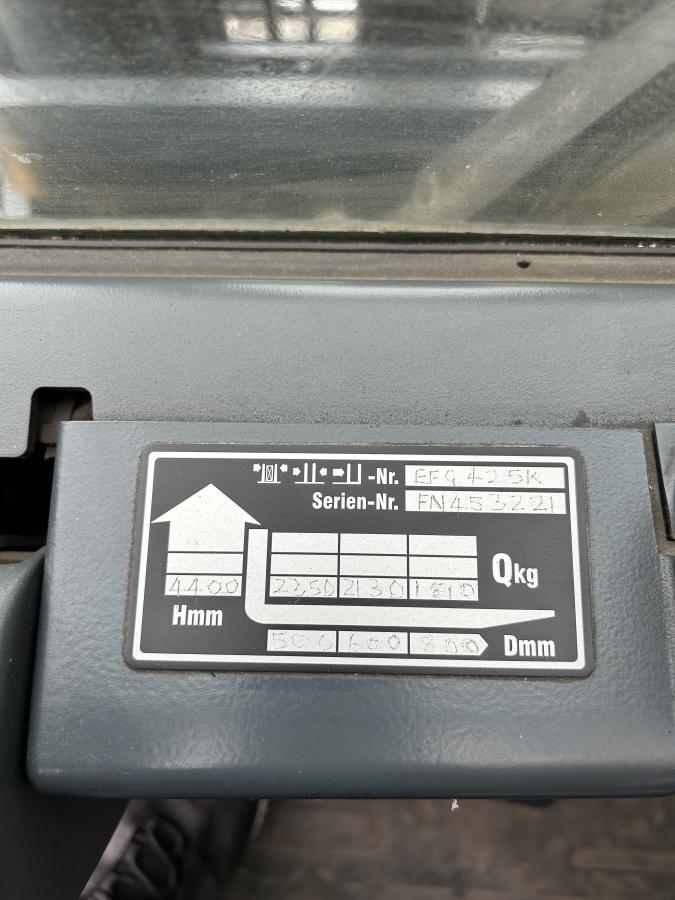 -Nr. EFG 425K
Serien-Nr. FN453221
4400 2250 2130 1810 Qkg
Hmm
500 600 800 Dmm